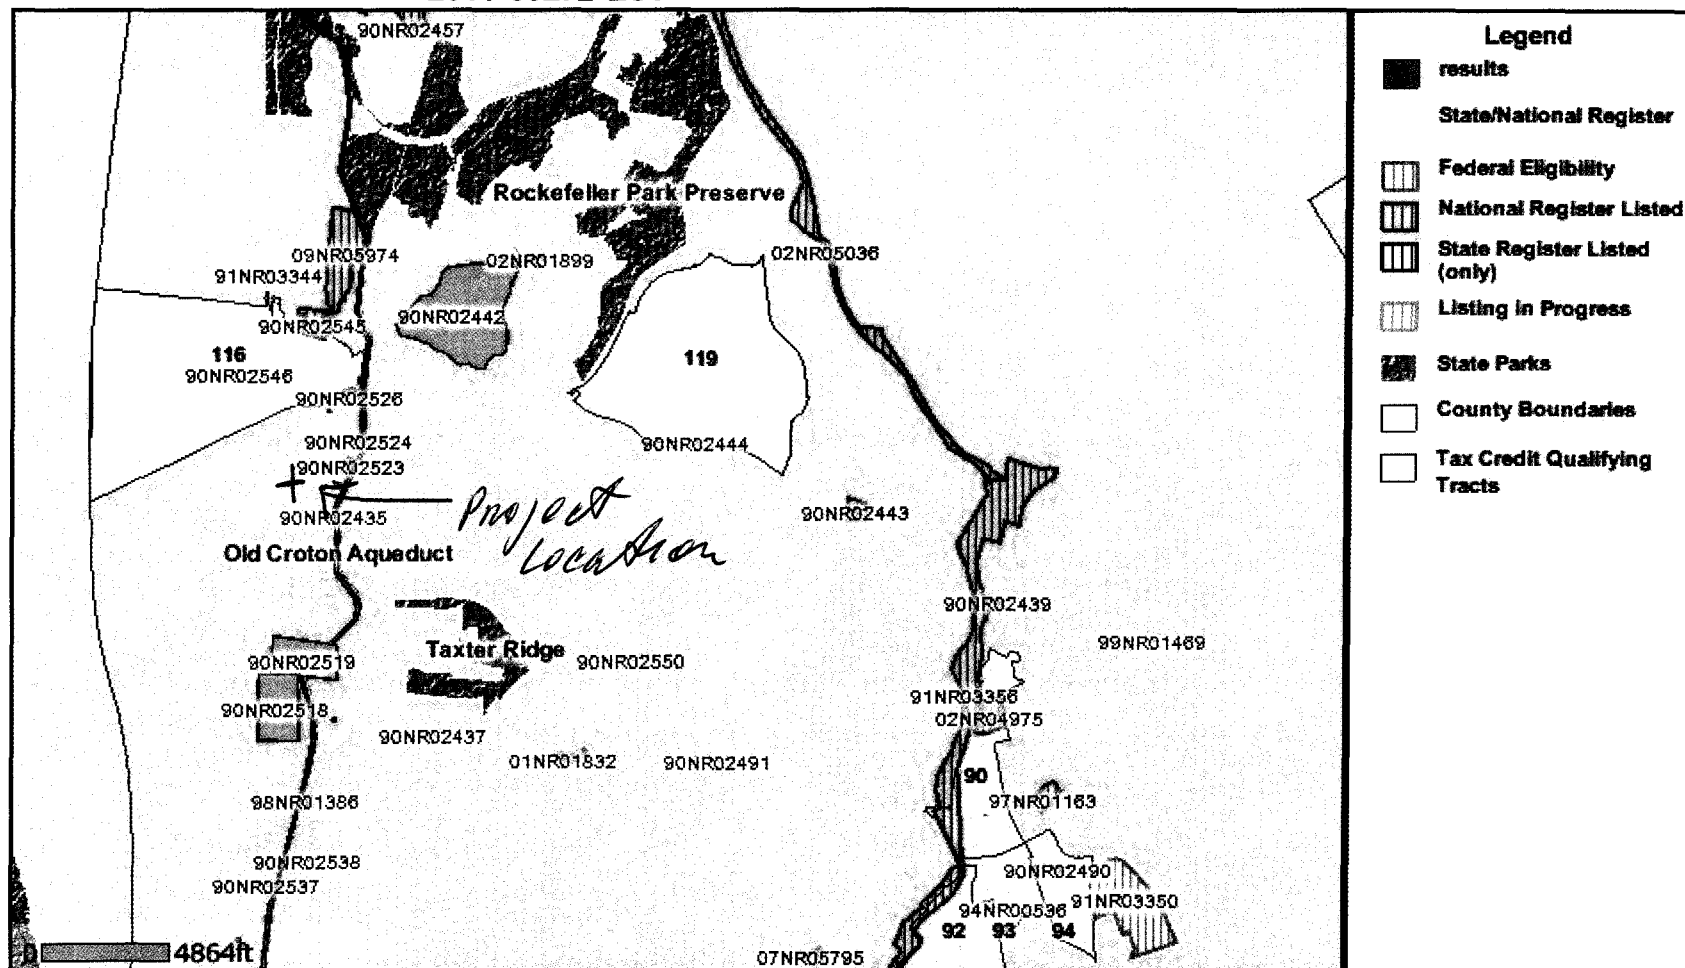 90NR02457
Rockefeller Park Preserve
09NR05974
02NR01899
02NR05036
91NR03344
90NR02545
90NR02442
116
119
90NR02546
90NR02526
90NR02524
90NR02444
90NR02523
Project
Location
90NR02435
90NR02443
Old Croton Aqueduct
90NR02439
99NR01469
Taxter Ridge
90NR02519
90NR02550
91NR03356
90NR02518
02NR04975
90NR02437
01NR01832
90NR02491
90
98NR01386
97NR01163
90NR02538
90NR02537
90NR02490
91NR03350
94NR00536
92
93
94
4864ft
07NR05795
Legend
results
State/National Register
Federal Eligibility
National Register Listed
State Register Listed
(only)
Listing in Progress
State Parks
County Boundaries
Tax Credit Qualifying
Tracts